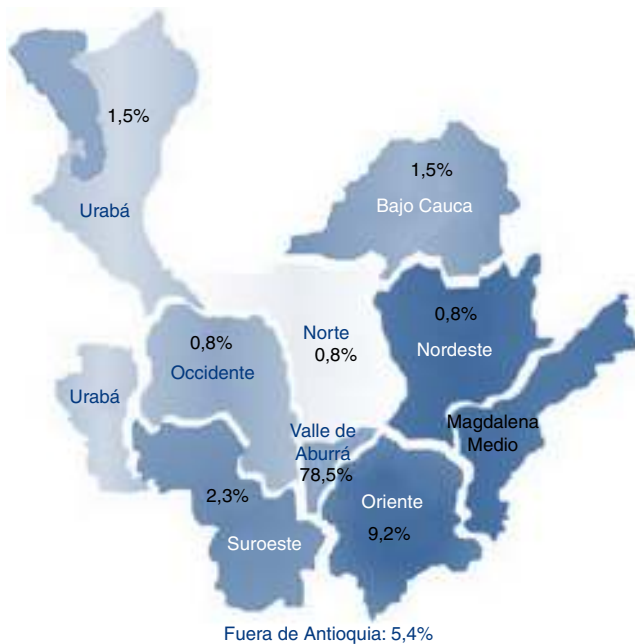 1,5%
Urabá
1,5%
Bajo Cauca
0,8%
Occidente
Norte
0,8%
0,8%
Nordeste
Urabá
Magdalena
Medio
Valle de
Aburrá
78,5%
2,3%
Suroeste
Oriente
9,2%
Fuera de Antioquia: 5,4%